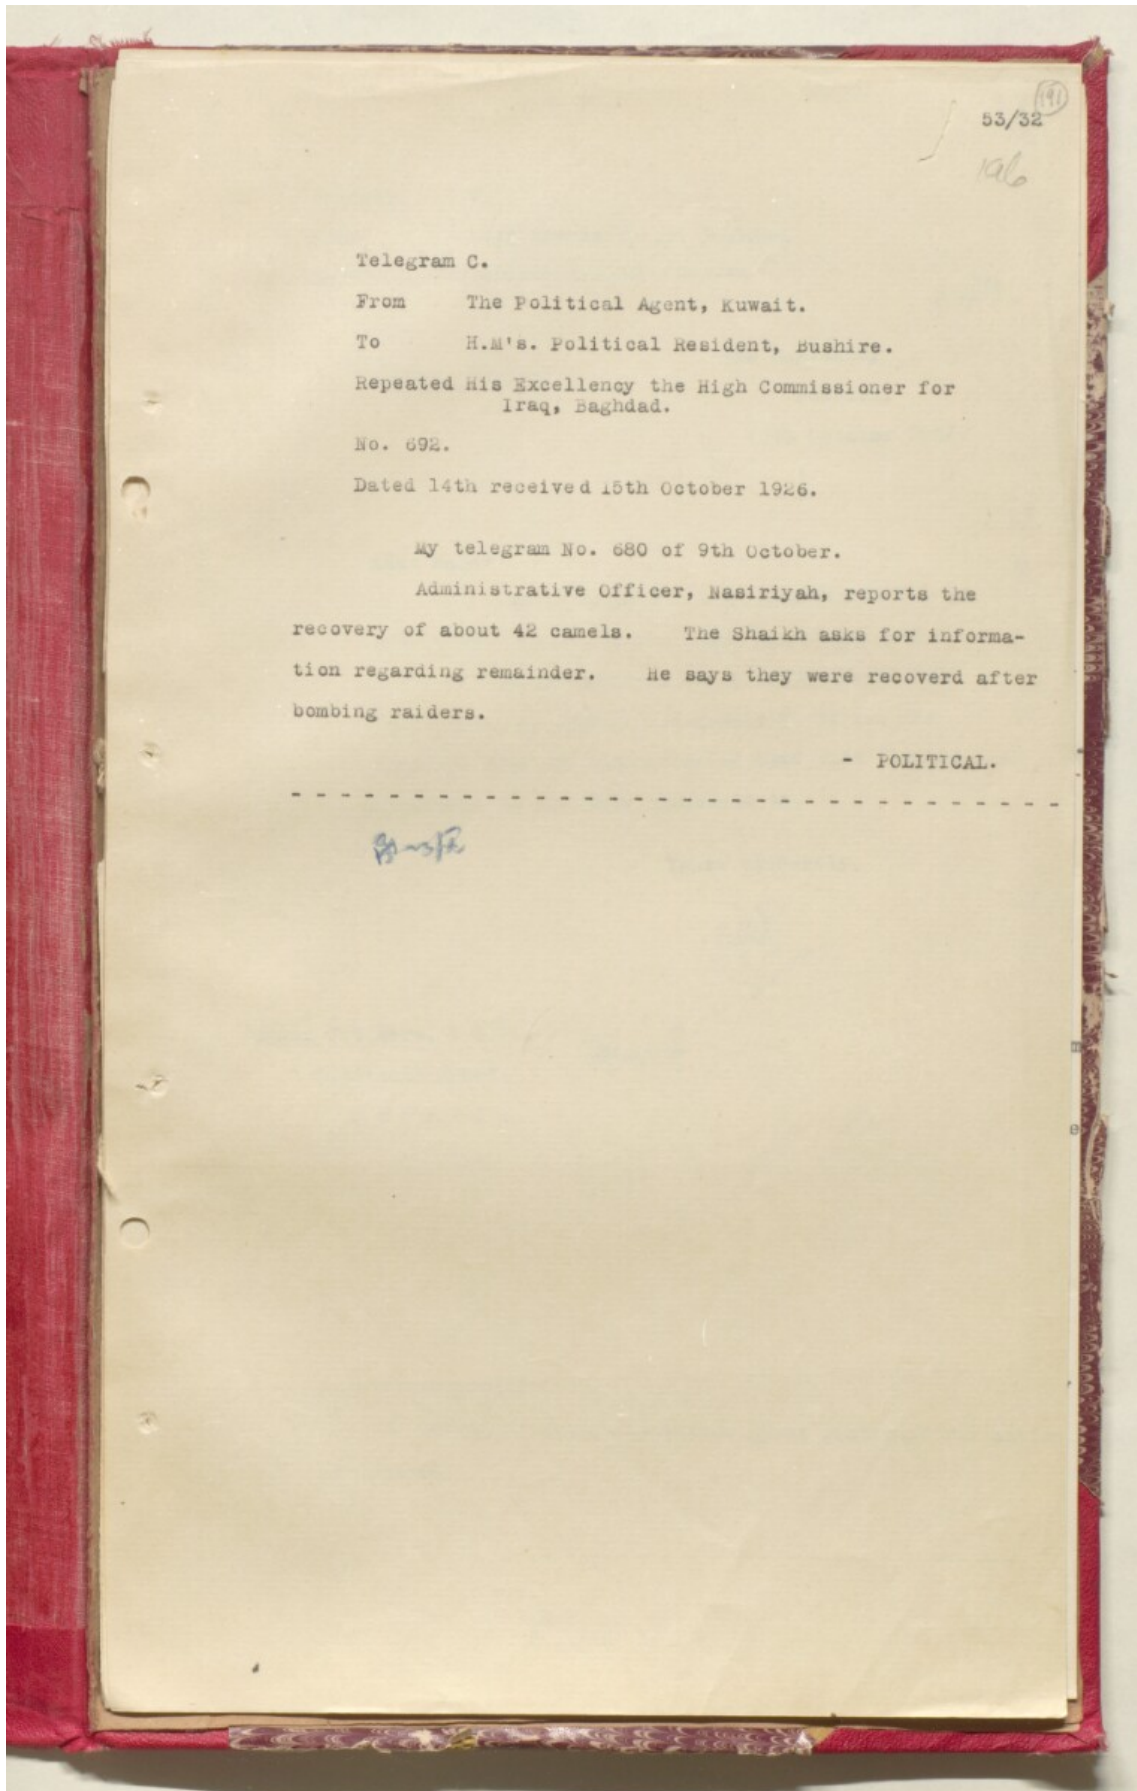 191
53/32
196
Telegram C.
From The Political Agent, Kuwait.
To H.M's. Political Resident, Bushire.
Repeated His Excellency the High Commissioner for
Iraq, Baghdad.
No. 692.
Dated 14th received 15th October 1926.
My telegram No. 680 of 9th October.
Administrative Officer, Nasiriyah, reports the
recovery of about 42 camels. The Shaikh asks for informa-
tion regarding remainder. He says they were recoverd after
bombing raiders.
- POLITICAL.